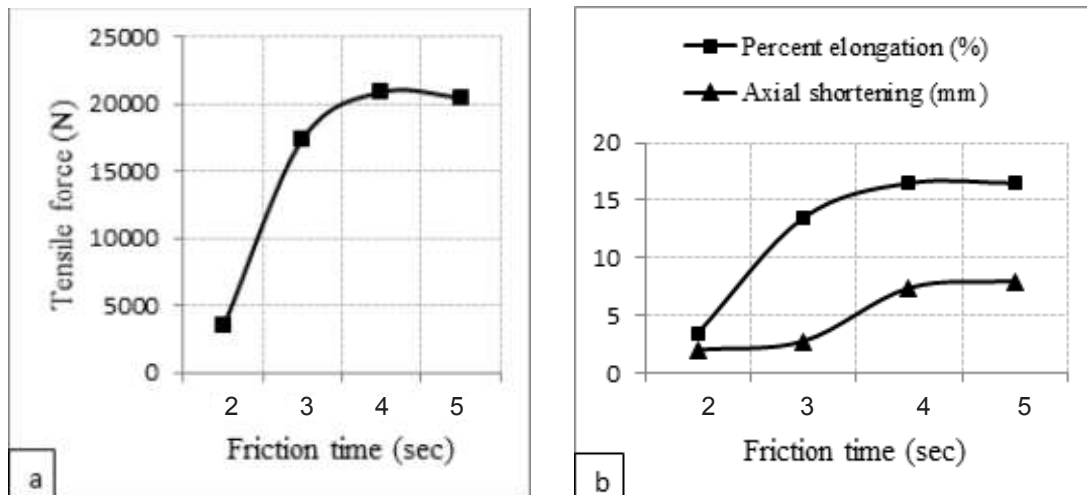 25000
20000
15000
10000
5000
0
Tensile force (N)
2 3 4 5
Friction time (sec)
a
Percent elongation (%)
Axial shortening (mm)
20
15
10
5
0
2 3 4 5
Friction time (sec)
b